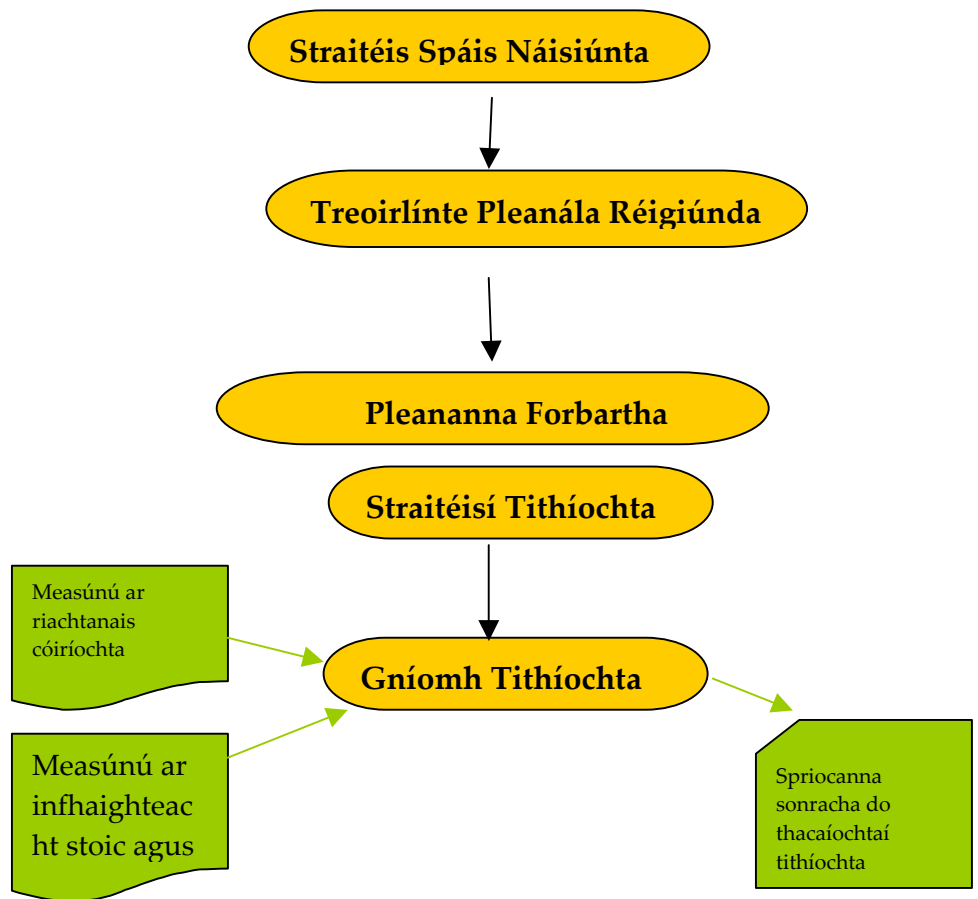 Straitéis Spáis Náisiúnta
Treoirlínte Pleanála Réigiúnda
Pleananna Forbartha
Straitéisí Tithíochta
Measúnú ar
riachtanais
cóiríochta
Gníomh Tithíochta
Measúnú ar
infhaighteac
ht stoic agus
Spriocanna
sonracha do
thacaíochtaí
tithíochta